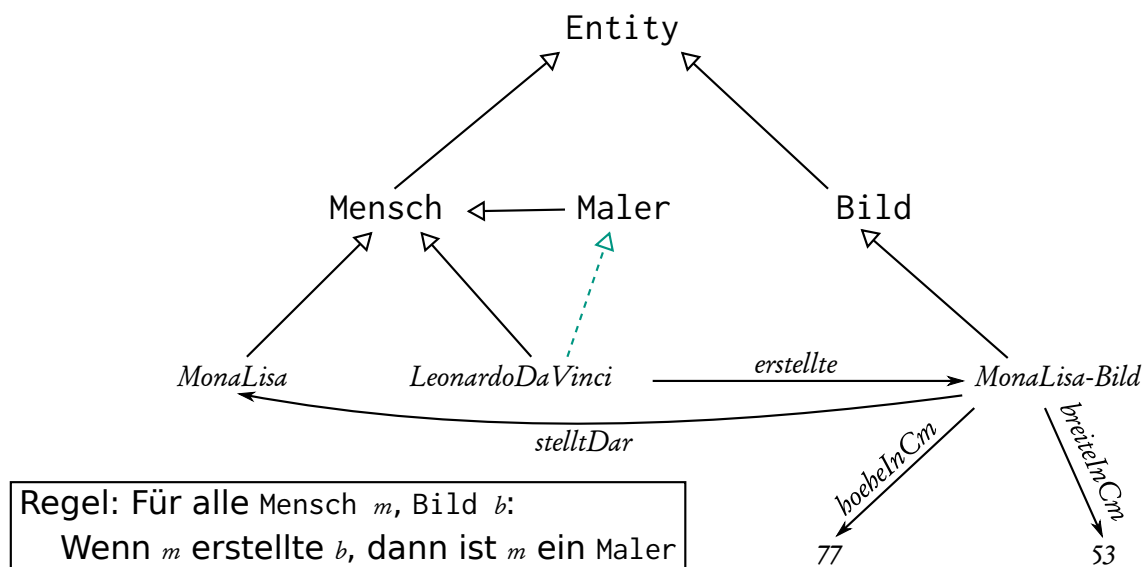 Entity
Mensch
Maler
Bild
MonaLisa
LeonardoDaVinci
erstellte
MonaLisa-Bild
stelltDar
hoeheInCm
breiteInCm
77
53
Regel: Für alle Mensch m, Bild b:
Wenn m erstellte b, dann ist m ein Maler